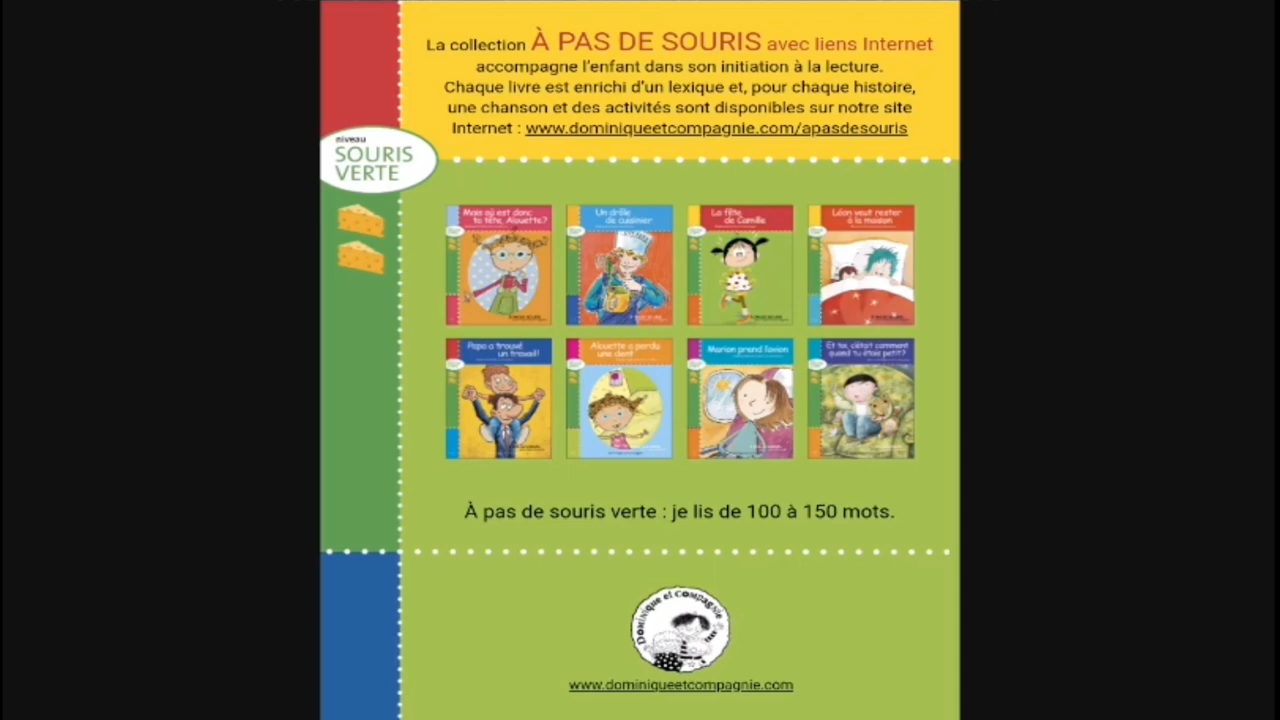 La collection À PAS DE SOURIS avec liens Internet
accompagne l'enfant dans son initiation à la lecture.
Chaque livre est enrichi d'un lexique et, pour chaque histoire,
une chanson et des activités sont disponibles sur notre site
Internet : www.dominiqueetcompagnie.com/apasdesouris
niveau
SOURIS
VERTE
Mais où est donc
ta tête, Alouette?
Un drôle
de cuisinier
La fête
de Camille
Léon veut rester
à la maison
Papa a trouvé
un travail!
Alouette a perdu
une dent
Marion prend l'avion
Et toi, c'était comment
quand tu étais petit?
À pas de souris verte : je lis de 100 à 150 mots.
Dominique et Compagnie
www.dominiqueetcompagnie.com